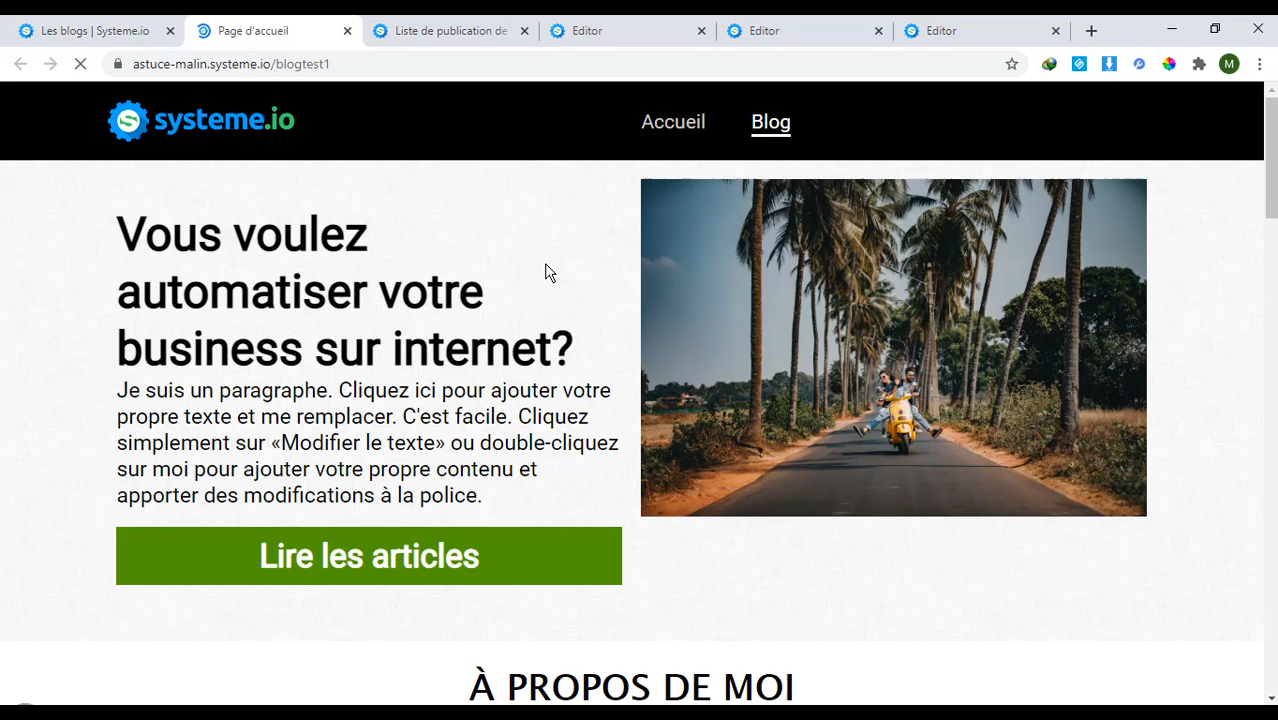 Les blogs | Systeme.io
Page d'accueil
Liste de publication de
Editor
Editor
Editor
astuce-malin.systeme.io/blogtest1
M
systeme.io
Accueil
Blog
Vous voulez
automatiser votre
business sur internet?
Je suis un paragraphe. Cliquez ici pour ajouter votre
propre texte et me remplacer. C'est facile. Cliquez
simplement sur «Modifier le texte» ou double-cliquez
sur moi pour ajouter votre propre contenu et
apporter des modifications à la police.
Lire les articles
À PROPOS DE MOI